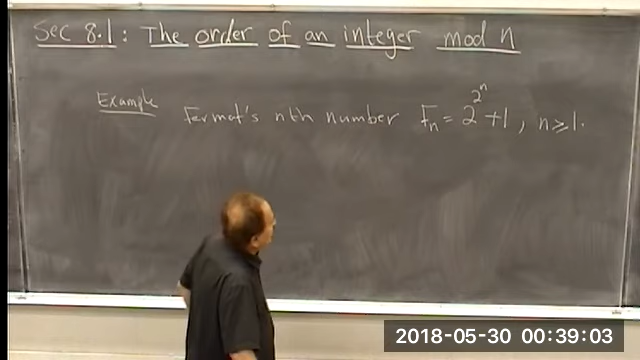 Sec 8.1: The order of an integer mod n
Example Fermat's nth number F_n = 2^{2^n} + 1, n ≥ 1.
2018-05-30 00:39:03